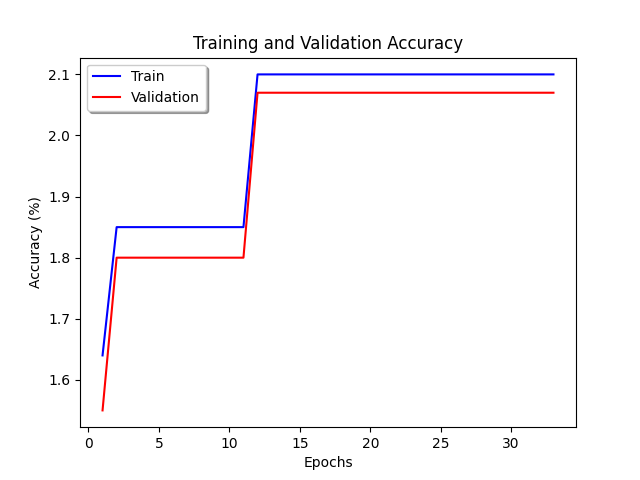 Training and Validation Accuracy
Train
Validation
2.1
2.0
1.9
1.8
1.7
1.6
Accuracy (%)
0 5 10 15 20 25 30
Epochs